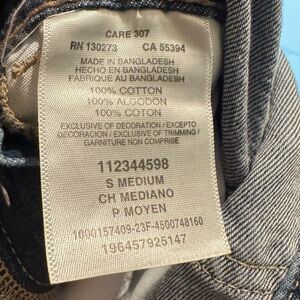 CARE 307
RN 130273 CA 55394
MADE IN BANGLADESH
HECHO EN BANGLADESH
FABRIQUE AU BANGLADESH
100% COTTON
100% ALGODON
100% COTON
EXCLUSIVE OF DECORATION / EXCEPTO
DECORACIÓN / EXCLUSIVE OF TRIMMING /
GARNITURE NON COMPRISE
112344598
S MEDIUM
CH MEDIANO
P MOYEN
1000157409-23F-4500748160
196457925147